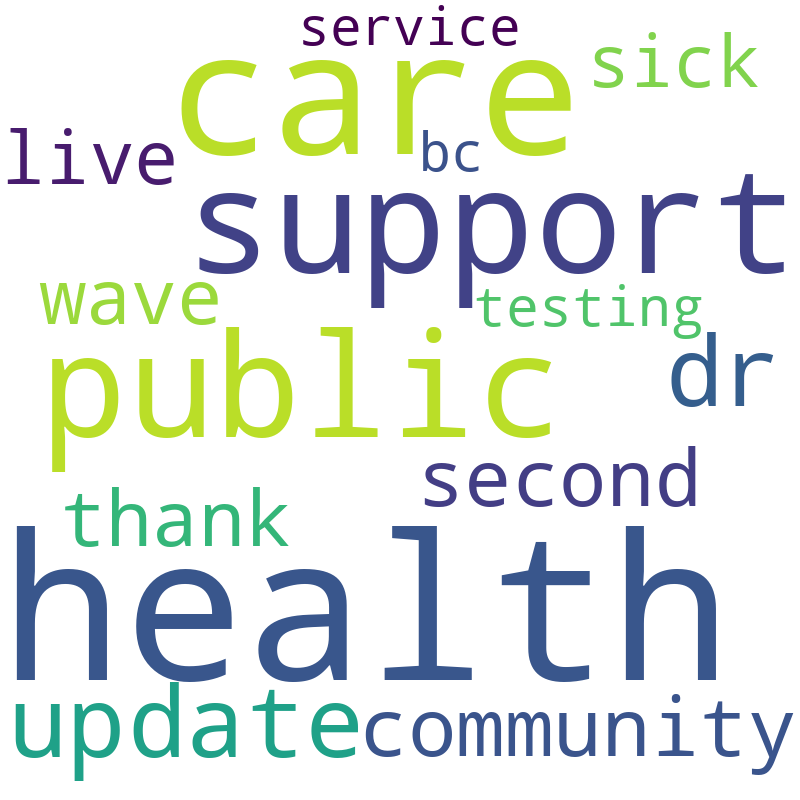 service
care
sick
live
bc
support
wave
testing
public
dr
second
thank
health
update
community